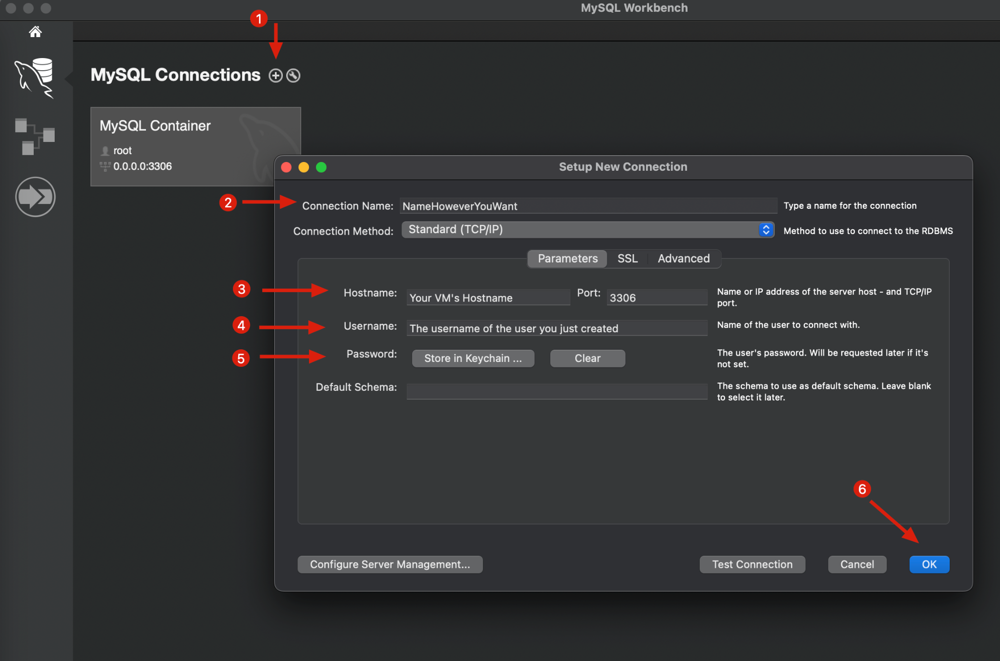 MySQL Workbench
1
MySQL Connections
MySQL Container
root
0.0.0.0:3306
Setup New Connection
2
Connection Name: NameHoweverYouWant Type a name for the connection
Connection Method: Standard (TCP/IP) Method to use to connect to the RDBMS
Parameters SSL Advanced
3
Hostname: Your VM's Hostname Port: 3306 Name or IP address of the server host - and TCP/IP
port.
4
Username: The username of the user you just created Name of the user to connect with.
5
Password: Store in Keychain ... Clear The user's password. Will be requested later if it's
not set.
Default Schema: The schema to use as default schema. Leave blank
to select it later.
6
Configure Server Management... Test Connection Cancel OK